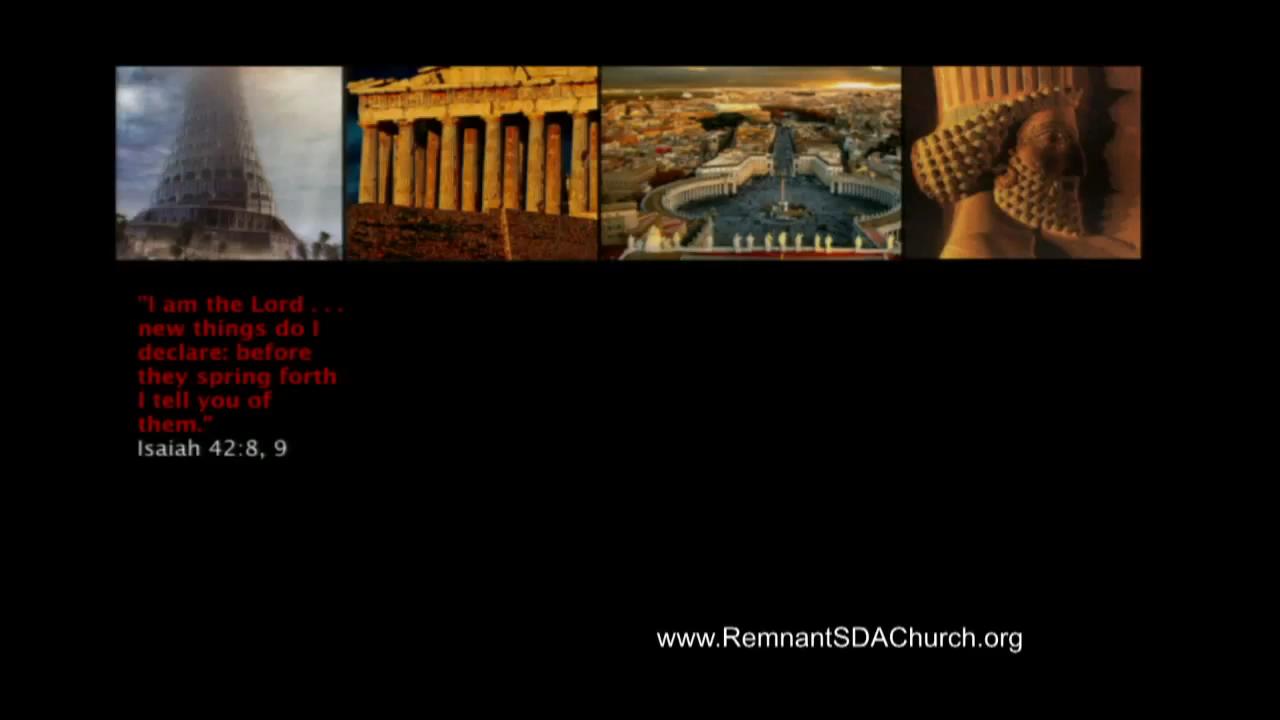 "I am the Lord . . .
new things do I
declare: before
they spring forth
I tell you of
them."
Isaiah 42:8, 9
www.RemnantSDAChurch.org